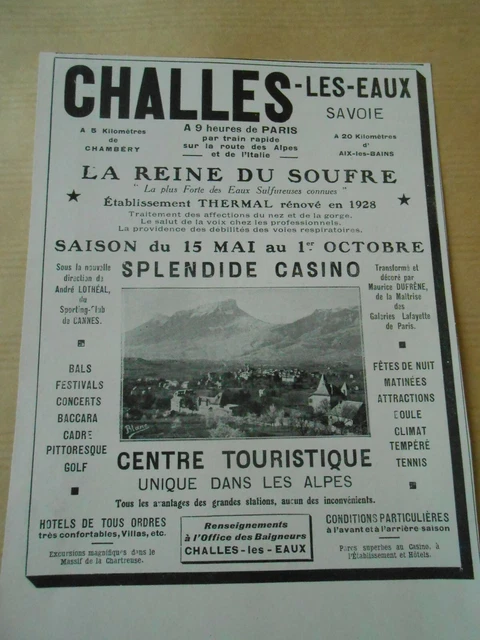 CHALLES-LES-EAUX
SAVOIE
A 5 Kilomètres
de
CHAMBÉRY
A 9 heures de PARIS
par train rapide
sur la route des Alpes
et de l'Italie
A 20 Kilomètres
d'
AIX-les-BAINS
LA REINE DU SOUFRE
" La plus Forte des Eaux Sulfureuses connues "
Établissement THERMAL rénové en 1928
Traitement des affections du nez et de la gorge.
Le salut de la voix chez les professionnels.
La providence des débilités des voies respiratoires.
SAISON du 15 MAI au 1er OCTOBRE
Sous la nouvelle
direction de
André LOTNÉAL,
du
Sporting-Club
de CANNES.
SPLENDIDE CASINO
Transformé et
décoré par
Maurice DUFRÈNE,
de la Maîtrise
des
Galeries Lafayette
de Paris.
BALS
FESTIVALS
CONCERTS
BACCARA
CADRE
PITTORESQUE
GOLF
FÊTES DE NUIT
MATINÉES
ATTRACTIONS
BOULE
CLIMAT
TEMPÉRÉ
TENNIS
CENTRE TOURISTIQUE
UNIQUE DANS LES ALPES
Tous les avantages des grandes stations, aucun des inconvénients.
HOTELS DE TOUS ORDRES
très confortables, Villas, etc.
Excursions magnifiques dans le
Massif de la Chartreuse.
Renseignements
à l'Office des Baigneurs
CHALLES-les-EAUX
CONDITIONS PARTICULIÈRES
à l'avant et à l'arrière saison
Parcs superbes au Casino, à
l'Établissement et Hôtels.